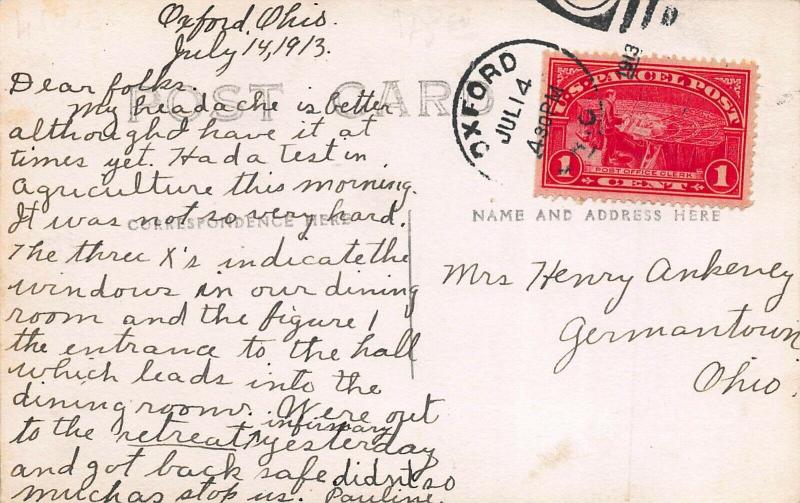 Oxford, Ohio.
July 14, 1913.
Dear folks.
My headache is better
although I have it at
times yet. Had a test in
agriculture this morning.
It was not so very hard.
The three X's indicate the
windows in our dining
room and the figure 1
the entrance to the hall
which leads into the
dining room. Were out
to the retreat, infirmary yesterday
and got back safe didn't so
much as stop us. Pauline.
POST CARD
CORRESPONDENCE HERE
OXFORD
JUL 14
4 30 PM
1913
U.S. PARCEL POST
POST OFFICE CLERK
1 CENT 1
NAME AND ADDRESS HERE
Mrs Henry Ankeney
Germantown
Ohio.